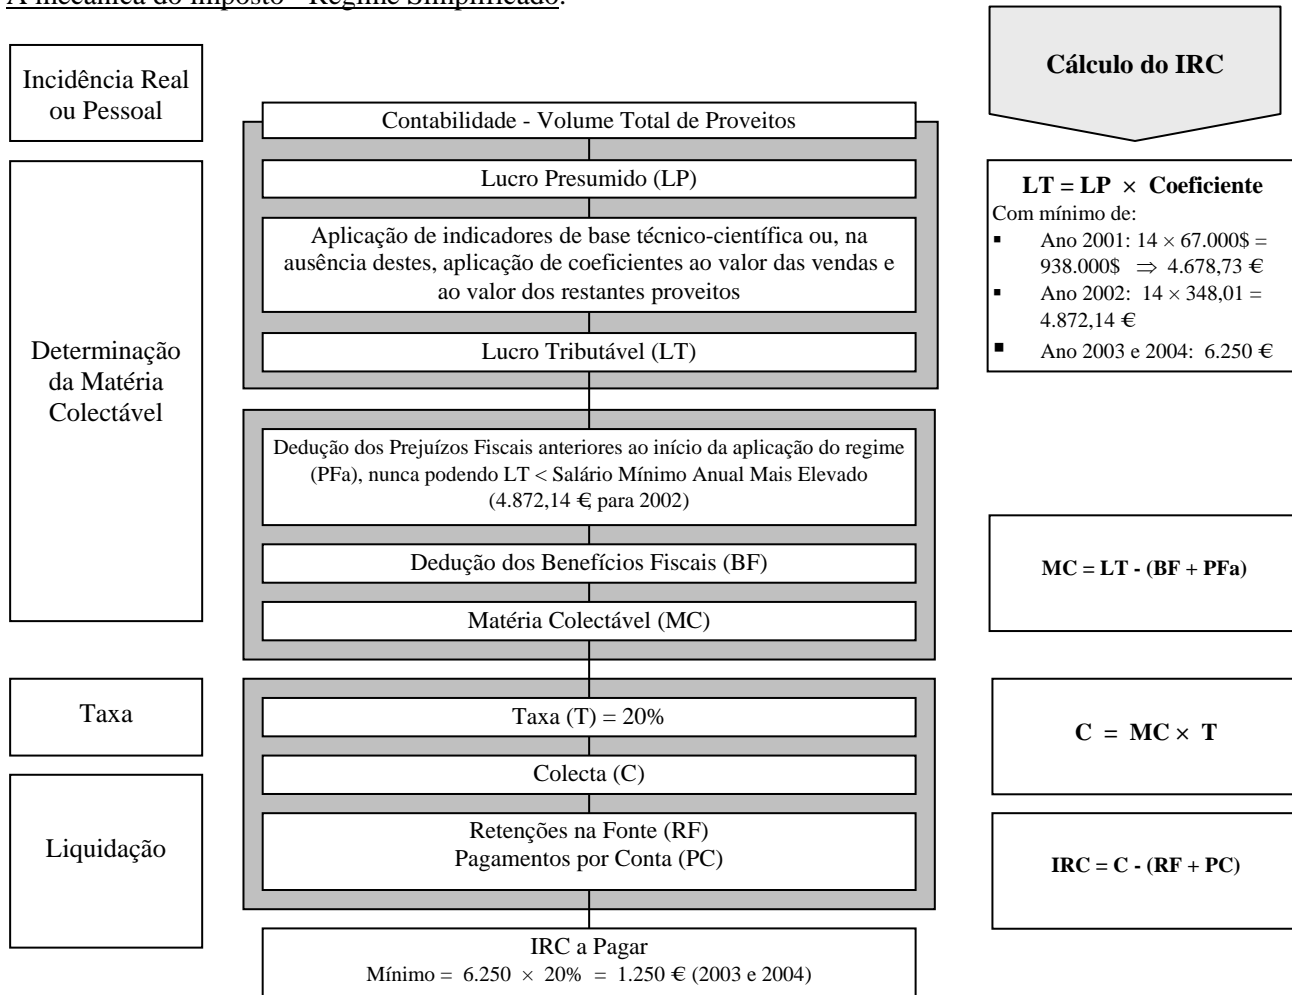 A mecânica do imposto - Regime Simplificado:
Cálculo do IRC
Incidência Real
ou Pessoal
Contabilidade - Volume Total de Proveitos
Lucro Presumido (LP)
Aplicação de indicadores de base técnico-científica ou, na
ausência destes, aplicação de coeficientes ao valor das vendas e
ao valor dos restantes proveitos
Lucro Tributável (LT)
LT = LP × Coeficiente
Com mínimo de:
▪ Ano 2001: 14 × 67.000$ =
938.000$ ⇒ 4.678,73 €
▪ Ano 2002: 14 × 348,01 =
4.872,14 €
▪ Ano 2003 e 2004: 6.250 €
Determinação
da Matéria
Colectável
Dedução dos Prejuízos Fiscais anteriores ao início da aplicação do regime
(PFa), nunca podendo LT < Salário Mínimo Anual Mais Elevado
(4.872,14 €, para 2002)
Dedução dos Benefícios Fiscais (BF)
Matéria Colectável (MC)
MC = LT - (BF + PFa)
Taxa
Taxa (T) = 20%
Colecta (C)
C = MC × T
Liquidação
Retenções na Fonte (RF)
Pagamentos por Conta (PC)
IRC = C - (RF + PC)
IRC a Pagar
Mínimo = 6.250 × 20% = 1.250 € (2003 e 2004)